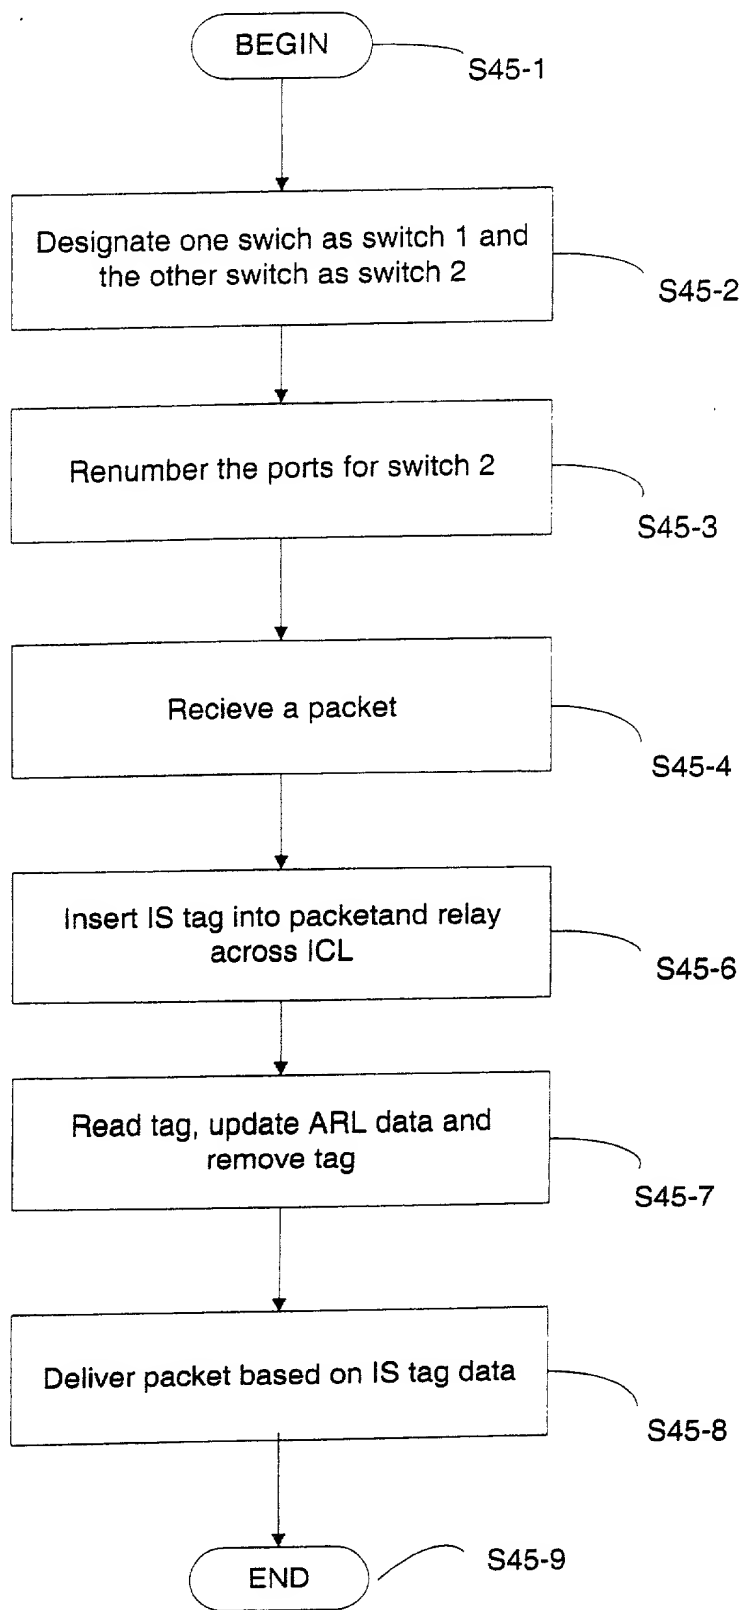 BEGIN
S45-1
Designate one swich as switch 1 and
the other switch as switch 2
S45-2
Renumber the ports for switch 2
S45-3
Recieve a packet
S45-4
Insert IS tag into packetand relay
across ICL
S45-6
Read tag, update ARL data and
remove tag
S45-7
Deliver packet based on IS tag data
S45-8
END
S45-9